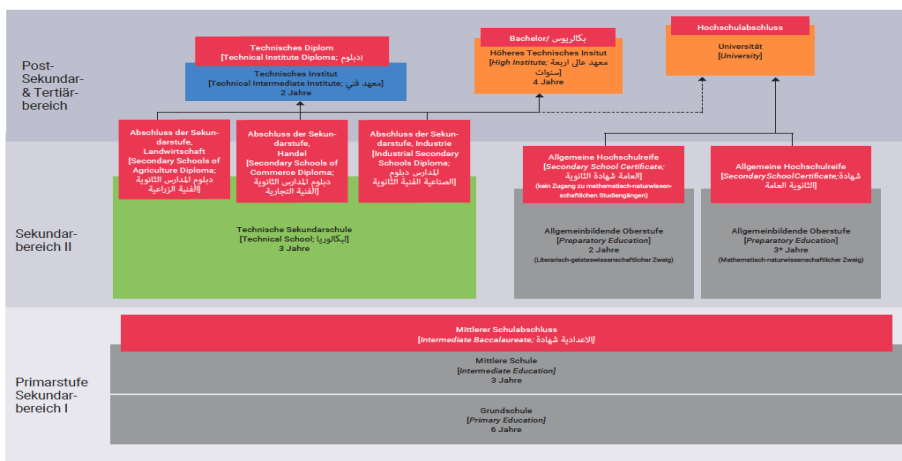 Post-
Sekundar-
& Tertiär-
bereich
Technisches Diplom
[Technical Institute Diploma; دبلوم]
Technisches Institut
[Technical Intermediate Institute; معهد فني]
2 Jahre
Bachelor/ بكالريوس
Höheres Technisches Insitut
[High Institute; معهد عالي اربعة
سنوات]
4 Jahre
Hochschulabschluss
Universität
[University]
Abschluss der Sekun-
darstufe,
Landwirtschaft
[Secondary Schools of
Agriculture Diploma;
دبلوم المدارس الثانوية
الفنية الزراعية]
Abschluss der Sekun-
darstufe,
Handel
[Secondary Schools of
Commerce Diploma;
دبلوم المدارس الثانوية
الفنية التجارية]
Abschluss der Sekun-
darstufe, Industrie
[Industrial Secondary
Schools Diploma;
المدارس دبلوم
الصناعية الفنية الثانوية]
Allgemeine Hochschulreife
[Secondary School Certificate;
العامة شهادة الثانوية]
(kein Zugang zu mathematisch-naturwissen-
schaftlichen Studiengängen)
Allgemeine Hochschulreife
[Secondary School Certificate; شهادة
الثانوية العامة]
Sekundar-
bereich II
Technische Sekundarschule
[Technical School; البكالوريا]
3 Jahre
Allgemeinbildende Oberstufe
[Preparatory Education]
2 Jahre
(Literarisch-geisteswissenschaftlicher Zweig)
Allgemeinbildende Oberstufe
[Preparatory Education]
3* Jahre
(Mathematisch-naturwissenschaftlicher Zweig)
Primarstufe
Sekundar-
bereich I
Mittlerer Schulabschluss
[Intermediate Baccalaureate; الاعدادية شهادة]
Mittlere Schule
[Intermediate Education]
3 Jahre
Grundschule
[Primary Education]
6 Jahre